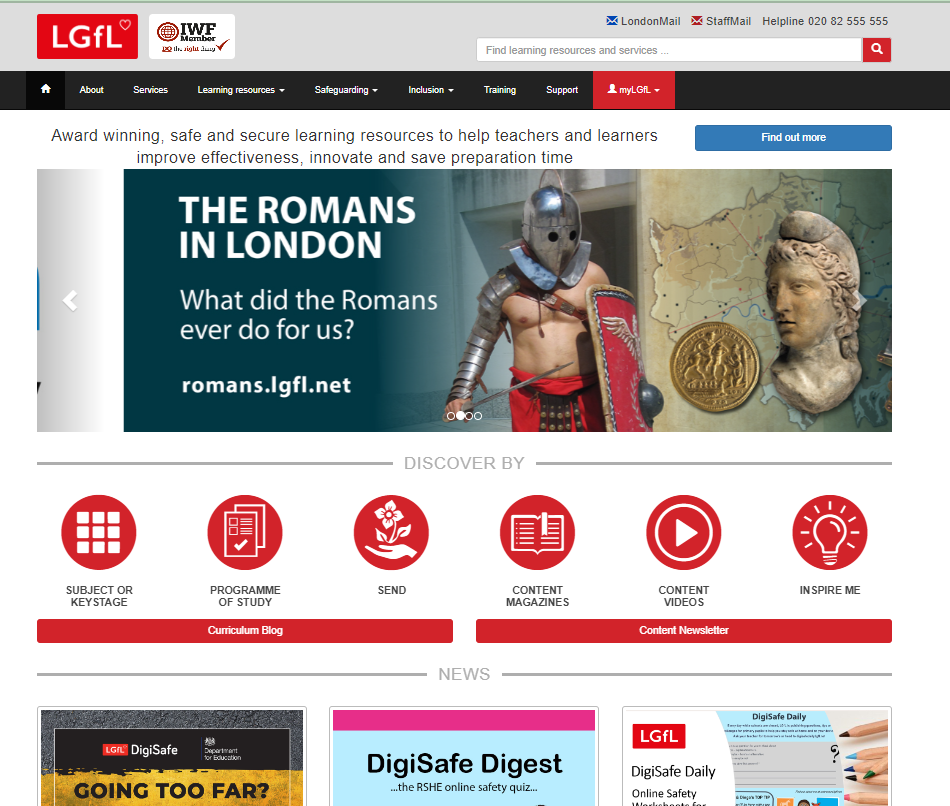 LGfL
IWF
Member
DO the right thing
LondonMail StaffMail Helpline 020 82 555 555
Find learning resources and services ...
About Services Learning resources Safeguarding Inclusion Training Support myLGfL
Award winning, safe and secure learning resources to help teachers and learners
improve effectiveness, innovate and save preparation time
Find out more
THE ROMANS
IN LONDON
What did the Romans
ever do for us?
romans.lgfl.net
DISCOVER BY
SUBJECT OR
KEYSTAGE
PROGRAMME
OF STUDY
SEND
CONTENT
MAGAZINES
CONTENT
VIDEOS
INSPIRE ME
Curriculum Blog
Content Newsletter
NEWS
LGfL DigiSafe
Department
for Education
GOING TOO FAR?
DigiSafe Digest
...the RSHE online safety quiz...
LGfL
DigiSafe Daily
Online Safety
Worksheets for
DigiSafe Daily